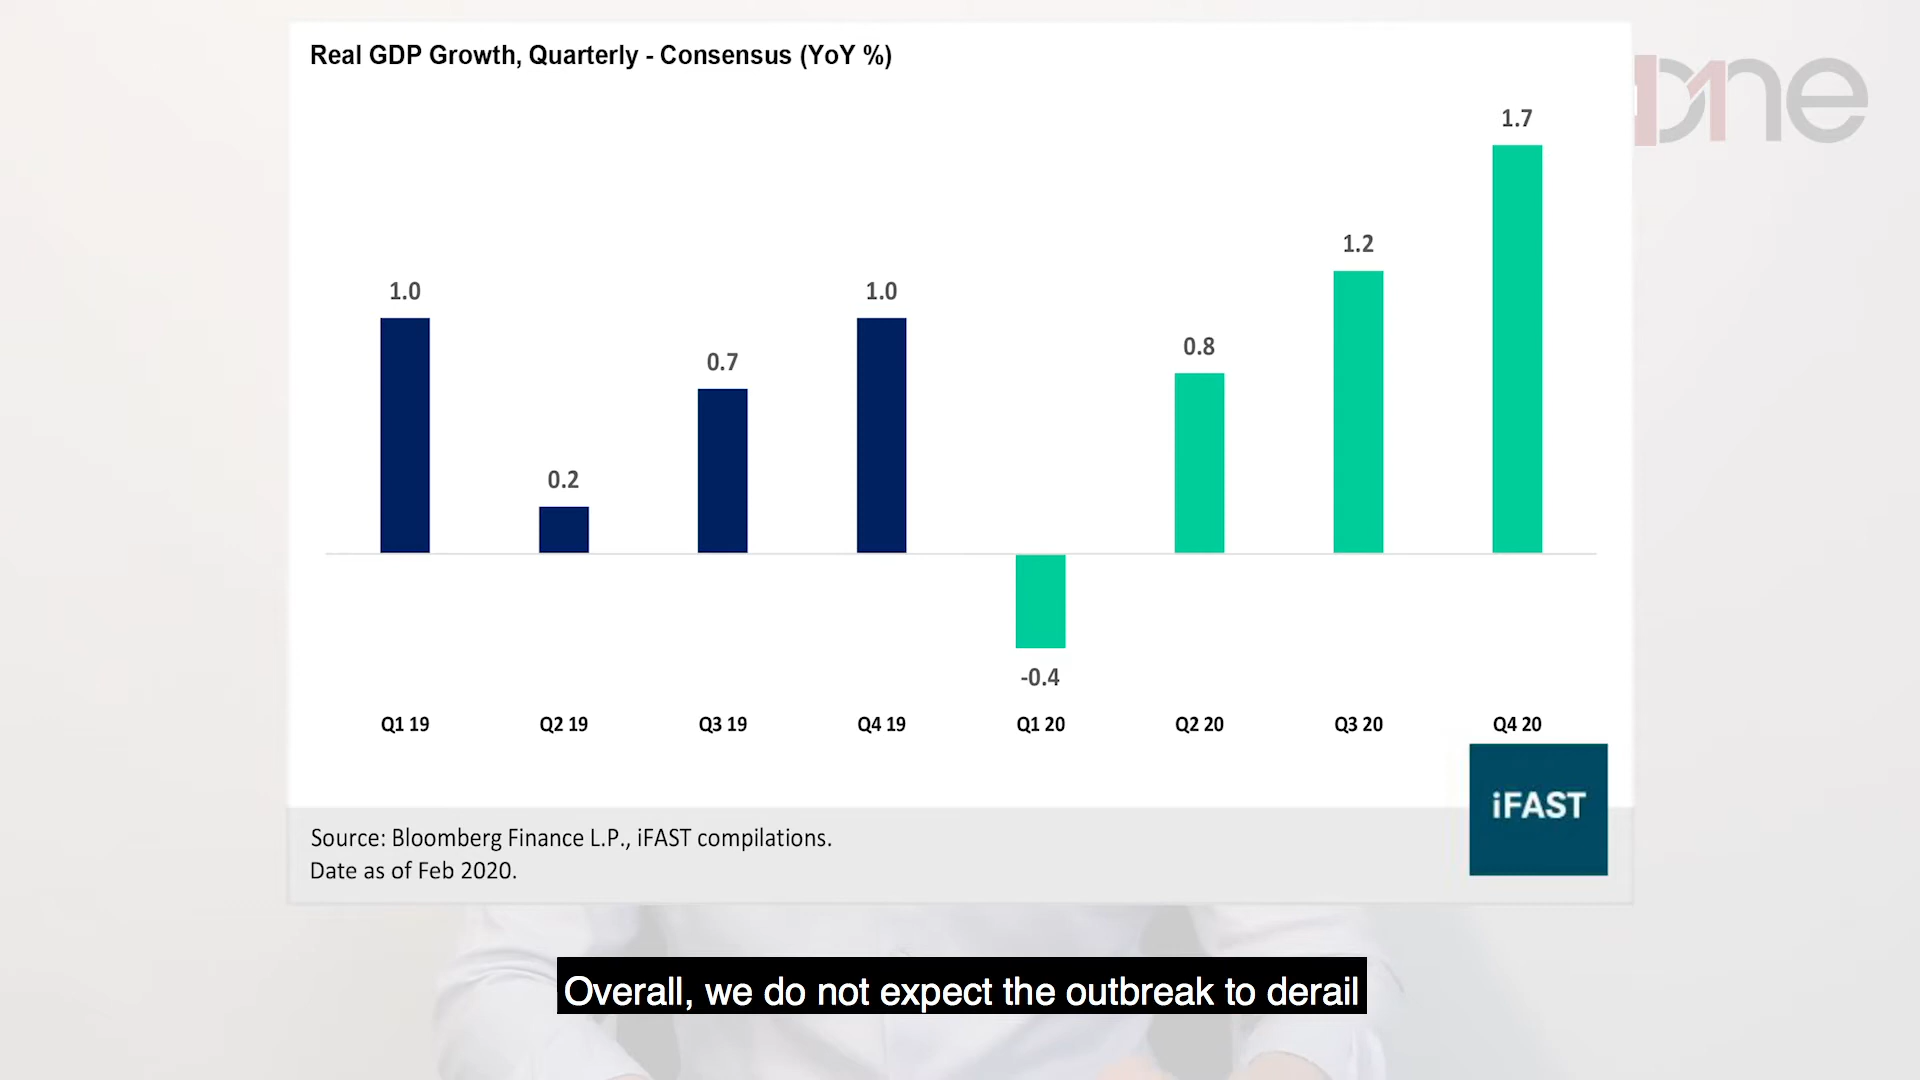 Real GDP Growth, Quarterly - Consensus (YoY %)
one
1.7
1.2
1.0
1.0
0.7
0.8
0.2
-0.4
Q1 19
Q2 19
Q3 19
Q4 19
Q1 20
Q2 20
Q3 20
Q4 20
iFAST
Source: Bloomberg Finance L.P., iFAST compilations.
Date as of Feb 2020.
Overall, we do not expect the outbreak to derail